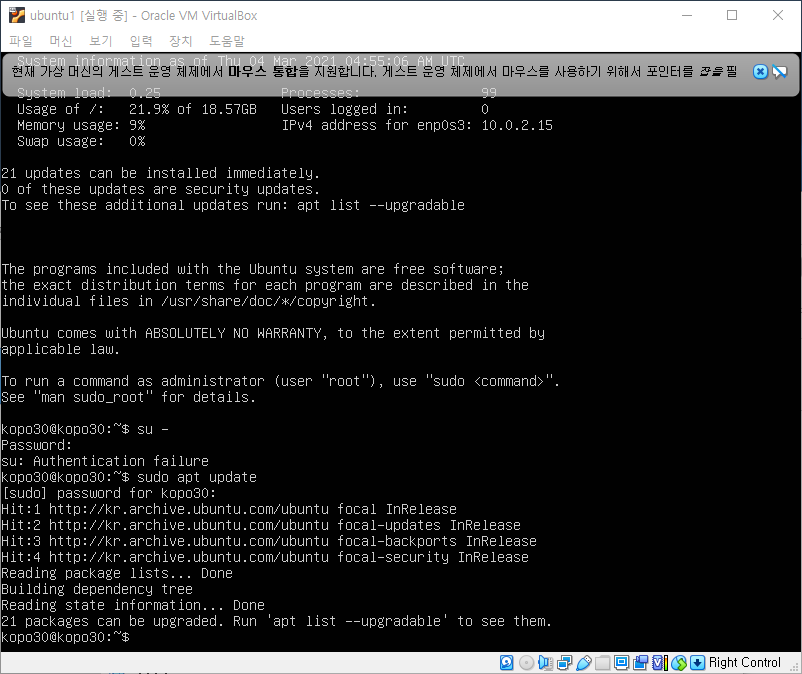 ubuntu1 [실행 중] - Oracle VM VirtualBox
파일 머신 보기 입력 장치 도움말
System information as of Thu 04 Mar 2021 04:55:06 AM UTC
현재 가상 머신의 게스트 운영 체제에서 마우스 통합을 지원합니다. 게스트 운영 체제에서 마우스를 사용하기 위해서 포인터를 잡을 필
System load: 0.25 Processes: 99
Usage of /: 21.9% of 18.57GB Users logged in: 0
Memory usage: 9% IPv4 address for enp0s3: 10.0.2.15
Swap usage: 0%
21 updates can be installed immediately.
0 of these updates are security updates.
To see these additional updates run: apt list --upgradable
The programs included with the Ubuntu system are free software;
the exact distribution terms for each program are described in the
individual files in /usr/share/doc/*/copyright.
Ubuntu comes with ABSOLUTELY NO WARRANTY, to the extent permitted by
applicable law.
To run a command as administrator (user "root"), use "sudo <command>".
See "man sudo_root" for details.
kopo30@kopo30:~$ su -
Password:
su: Authentication failure
kopo30@kopo30:~$ sudo apt update
[sudo] password for kopo30:
Hit:1 http://kr.archive.ubuntu.com/ubuntu focal InRelease
Hit:2 http://kr.archive.ubuntu.com/ubuntu focal-updates InRelease
Hit:3 http://kr.archive.ubuntu.com/ubuntu focal-backports InRelease
Hit:4 http://kr.archive.ubuntu.com/ubuntu focal-security InRelease
Reading package lists... Done
Building dependency tree
Reading state information... Done
21 packages can be upgraded. Run 'apt list --upgradable' to see them.
kopo30@kopo30:~$
Right Control